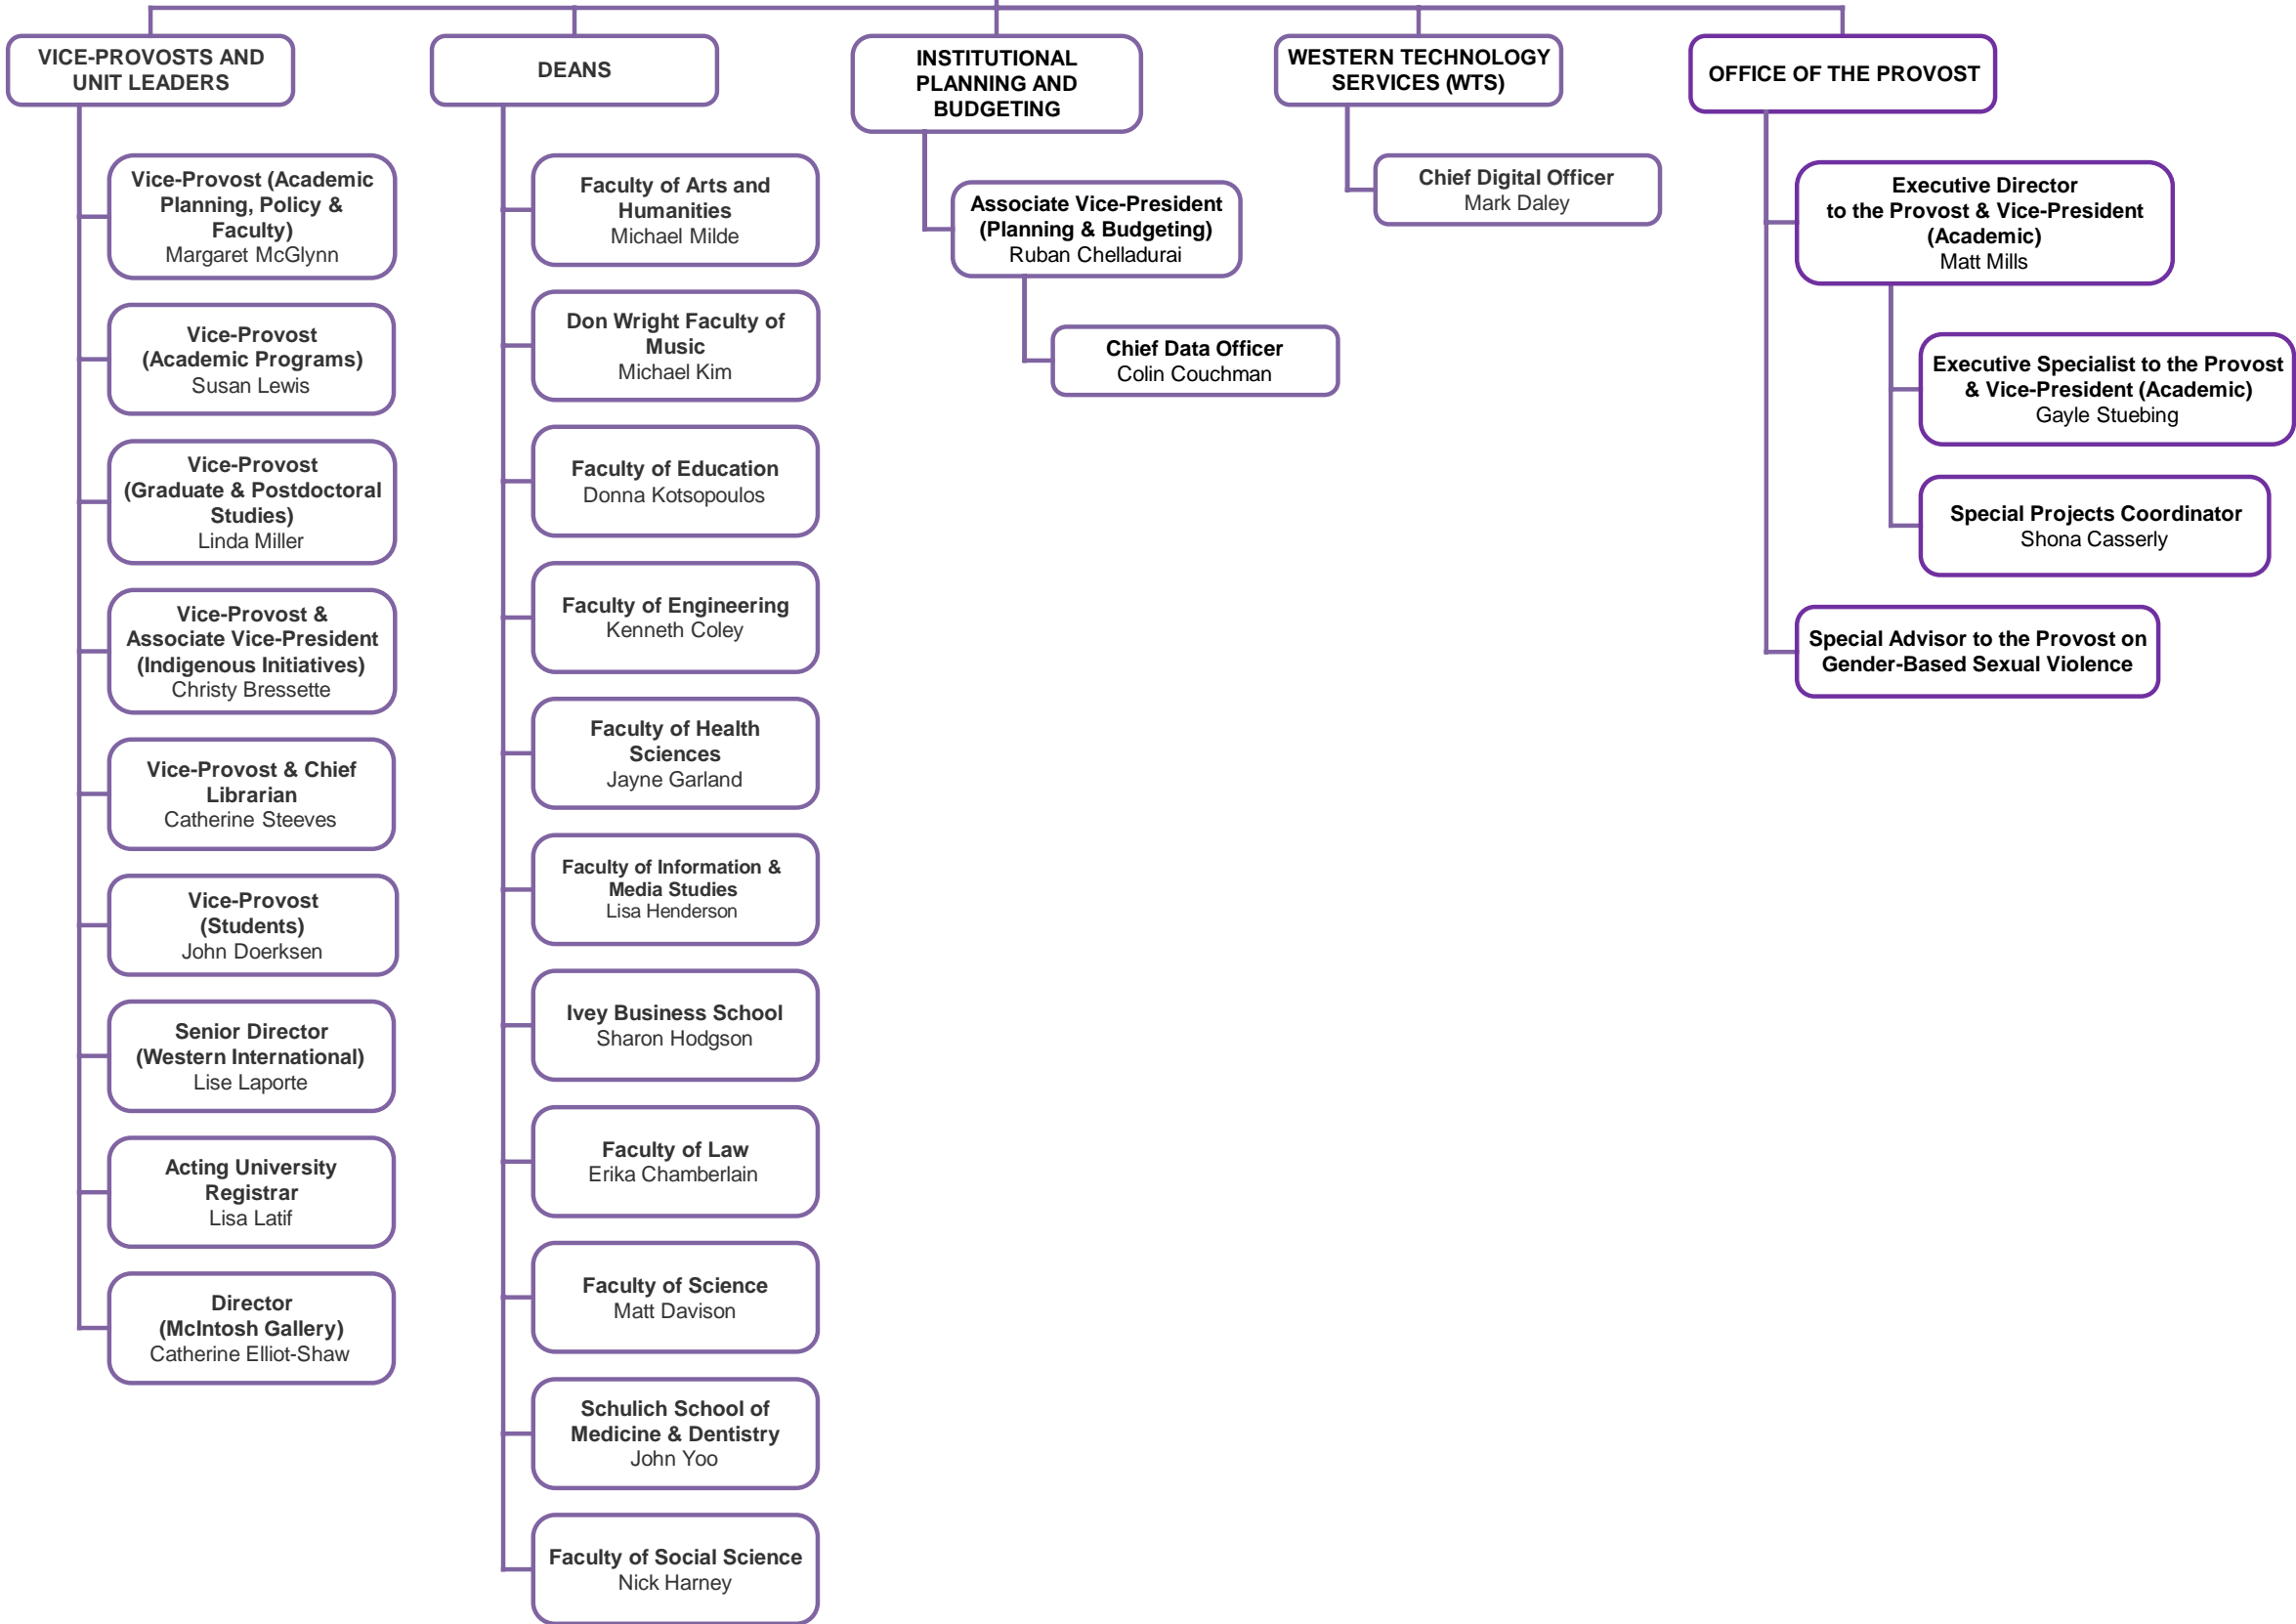 VICE-PROVOSTS AND
UNIT LEADERS
Vice-Provost (Academic
Planning, Policy &
Faculty)
Margaret McGlynn
Vice-Provost
(Academic Programs)
Susan Lewis
Vice-Provost
(Graduate & Postdoctoral
Studies)
Linda Miller
Vice-Provost &
Associate Vice-President
(Indigenous Initiatives)
Christy Bressette
Vice-Provost & Chief
Librarian
Catherine Steeves
Vice-Provost
(Students)
John Doerksen
Senior Director
(Western International)
Lise Laporte
Acting University
Registrar
Lisa Latif
Director
(McIntosh Gallery)
Catherine Elliot-Shaw
DEANS
Faculty of Arts and
Humanities
Michael Milde
Don Wright Faculty of
Music
Michael Kim
Faculty of Education
Donna Kotsopoulos
Faculty of Engineering
Kenneth Coley
Faculty of Health
Sciences
Jayne Garland
Faculty of Information &
Media Studies
Lisa Henderson
Ivey Business School
Sharon Hodgson
Faculty of Law
Erika Chamberlain
Faculty of Science
Matt Davison
Schulich School of
Medicine & Dentistry
John Yoo
Faculty of Social Science
Nick Harney
INSTITUTIONAL
PLANNING AND
BUDGETING
Associate Vice-President
(Planning & Budgeting)
Ruban Chelladurai
Chief Data Officer
Colin Couchman
WESTERN TECHNOLOGY
SERVICES (WTS)
Chief Digital Officer
Mark Daley
OFFICE OF THE PROVOST
Executive Director
to the Provost & Vice-President
(Academic)
Matt Mills
Executive Specialist to the Provost
& Vice-President (Academic)
Gayle Stuebing
Special Projects Coordinator
Shona Casserly
Special Advisor to the Provost on
Gender-Based Sexual Violence